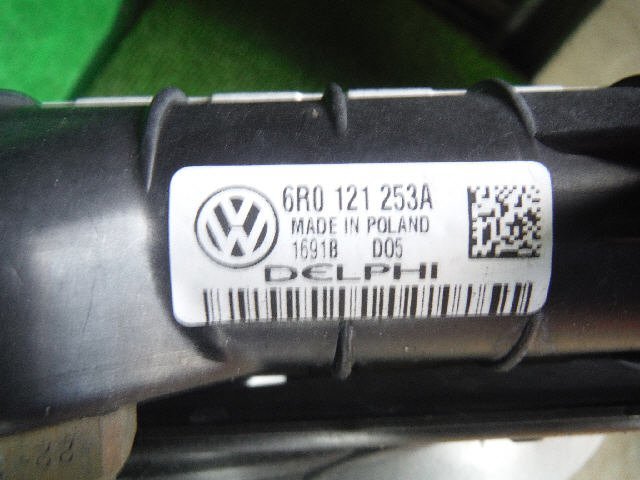 6R0 121 253A
MADE IN POLAND
1691B D05
DELPHI